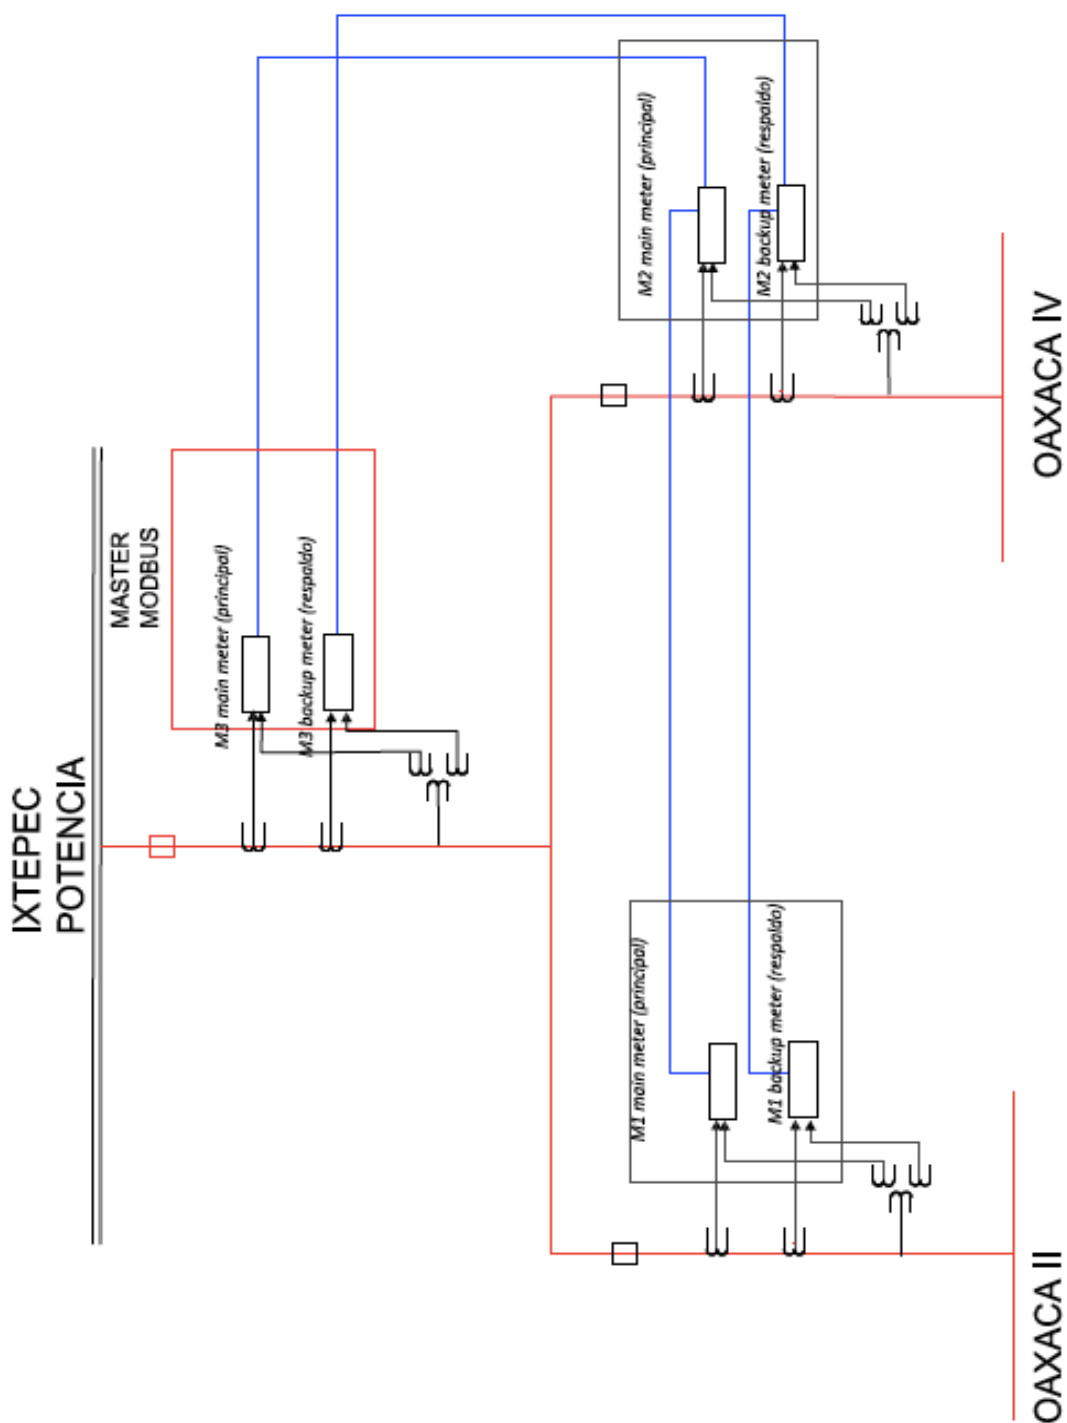 IXTEPEC
POTENCIA
MASTER
MODBUS
M3 main meter (principal)
M3 backup meter (respaldo)
M2 main meter (principal)
M2 backup meter (respaldo)
M1 main meter (principal)
M1 backup meter (respaldo)
OAXACA IV
OAXACA II